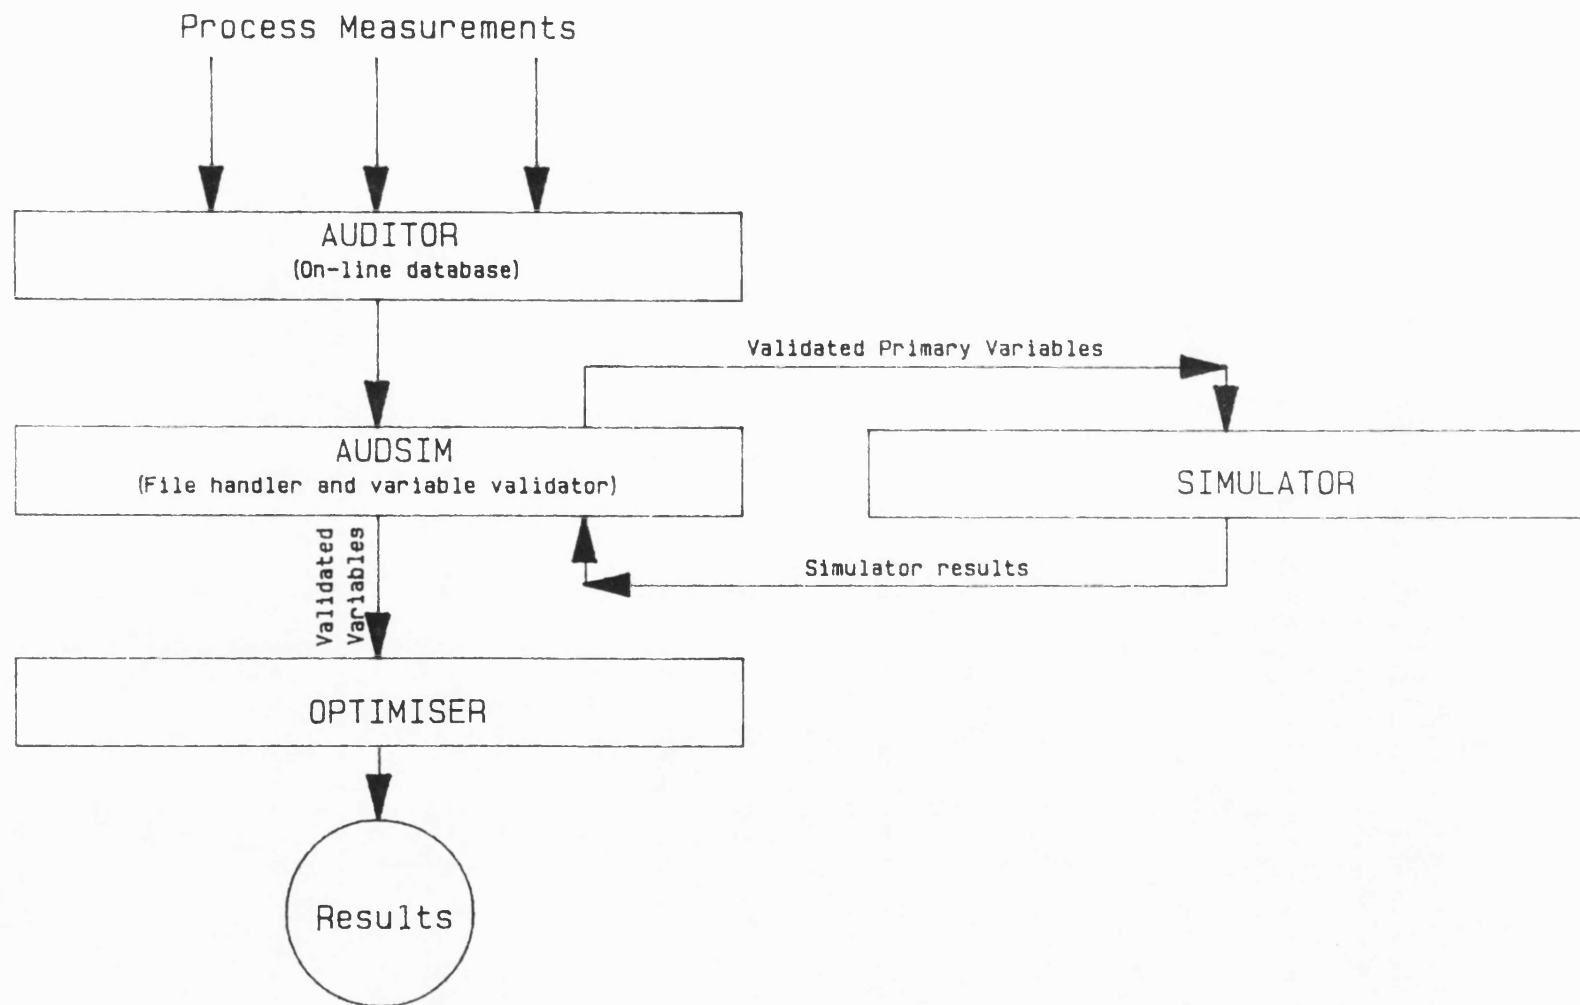 Process Measurements
AUDITOR
(On-line database)
Validated Primary Variables
AUDSIM
(File handler and variable validator)
SIMULATOR
Validated
Variables
Simulator results
OPTIMISER
Results